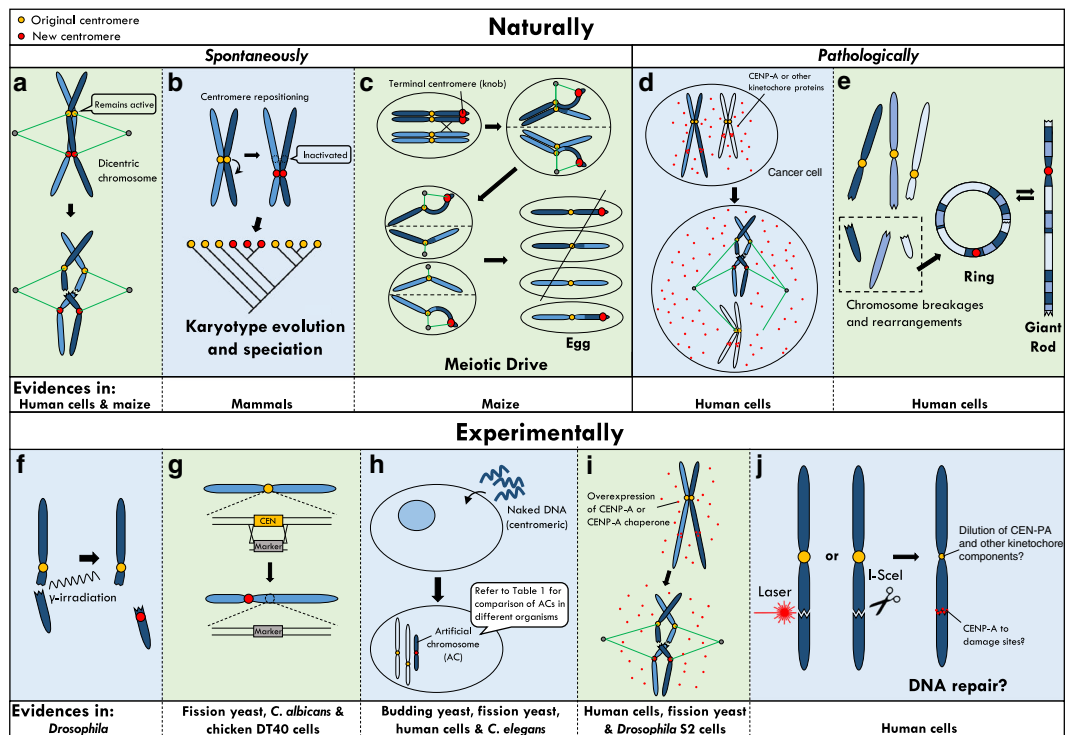 Original centromere
New centromere
Naturally
Spontaneously
Pathologically
a
Remains active
Dicentric
chromosome
b
Centromere repositioning
Inactivated
Karyotype evolution
and speciation
c
Terminal centromere (knob)
Egg
Meiotic Drive
d
CENP-A or other
kinetochore proteins
Cancer cell
e
Ring
Chromosome breakages
and rearrangements
Giant
Rod
Evidences in:
Human cells & maize
Mammals
Maize
Human cells
Human cells
Experimentally
f
γ-irradiation
g
CEN
Marker
Marker
h
Naked DNA
(centromeric)
Refer to Table 1 for
comparison of ACs in
different organisms
Artificial
chromosome
(AC)
i
Overexpression
of CENP-A or
CENP-A chaperone
j
or
Laser
I-SceI
Dilution of CEN-PA
and other kinetochore
components?
CENP-A to
damage sites?
DNA repair?
Evidences in:
Drosophila
Fission yeast, C. albicans &
chicken DT40 cells
Budding yeast, fission yeast,
human cells & C. elegans
Human cells, fission yeast
& Drosophila S2 cells
Human cells